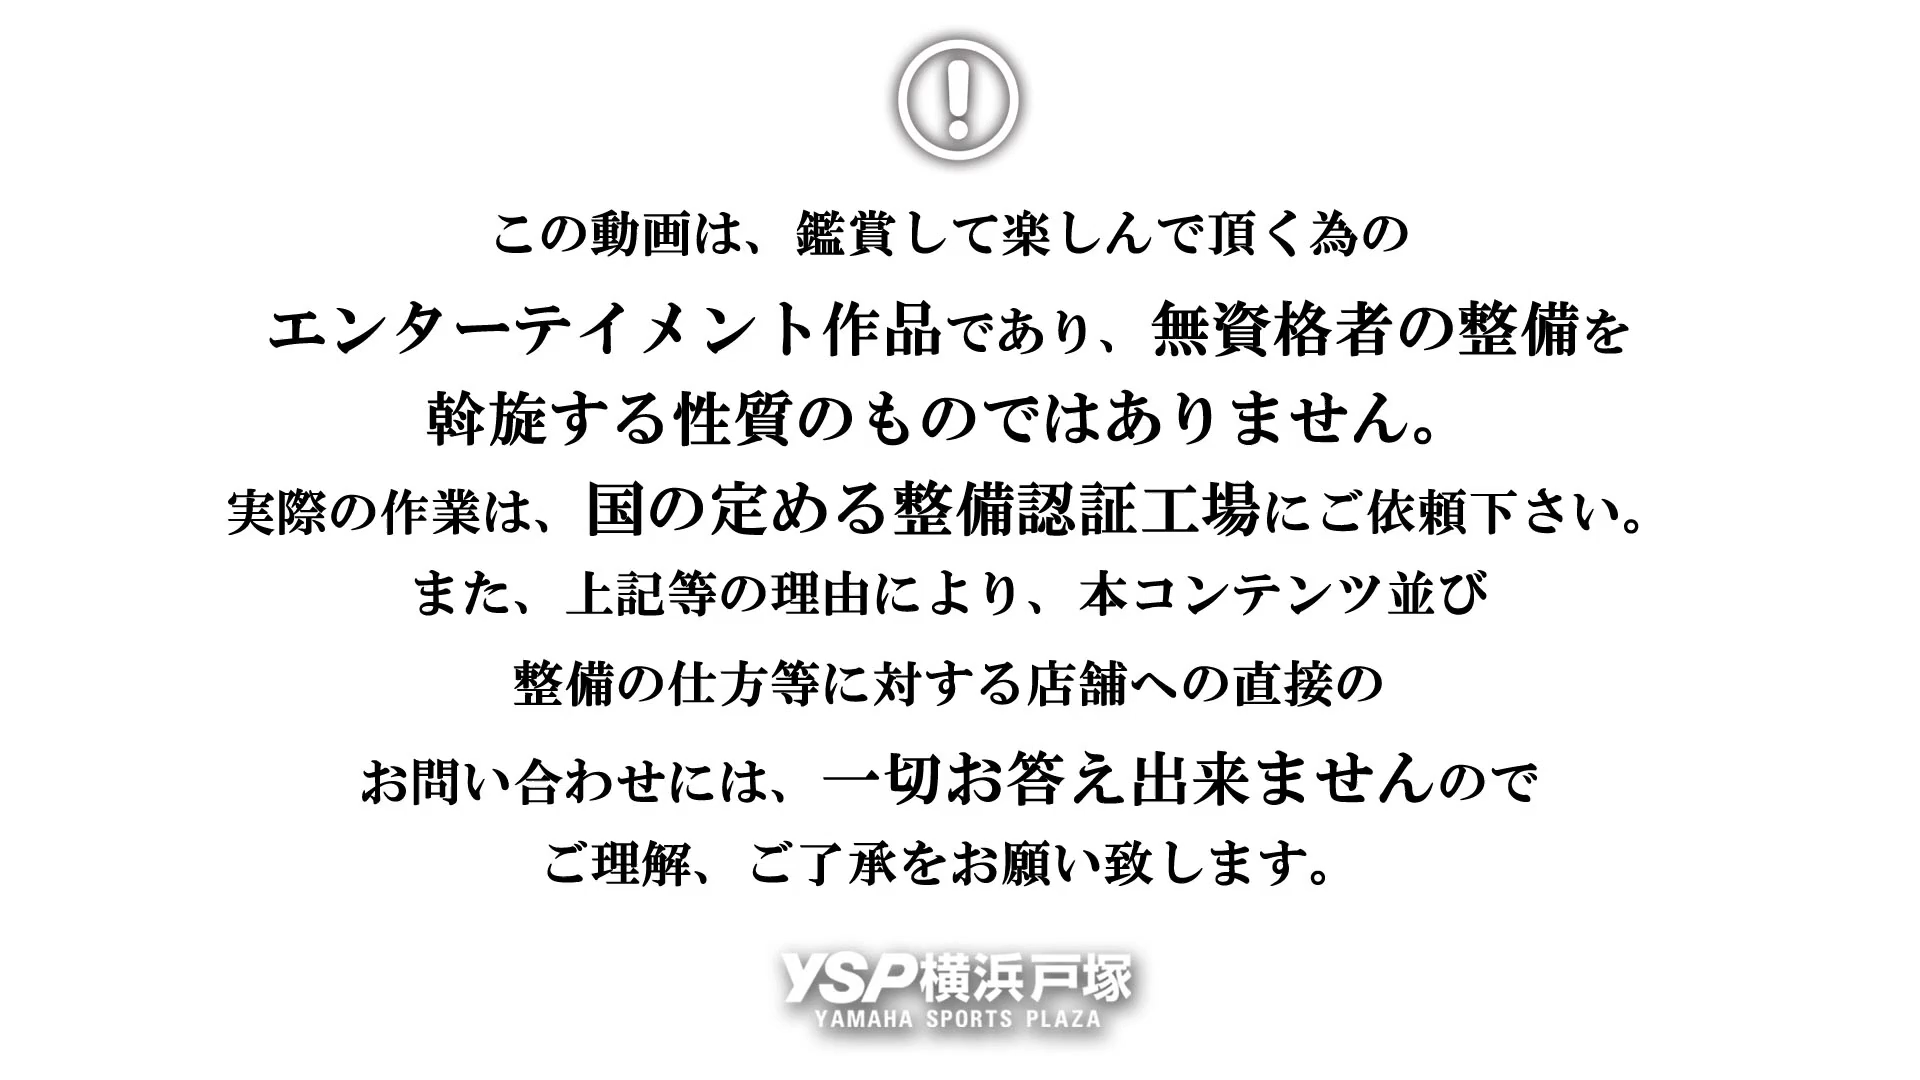 この動画は、鑑賞して楽しんで頂く為の
エンターテイメント作品であり、無資格者の整備を
斡旋する性質のものではありません。
実際の作業は、国の定める整備認証工場にご依頼下さい。
また、上記等の理由により、本コンテンツ並び
整備の仕方等に対する店舗への直接の
お問い合わせには、一切お答え出来ませんので
ご理解、ご了承をお願い致します。
YSP横浜戸塚
YAMAHA SPORTS PLAZA